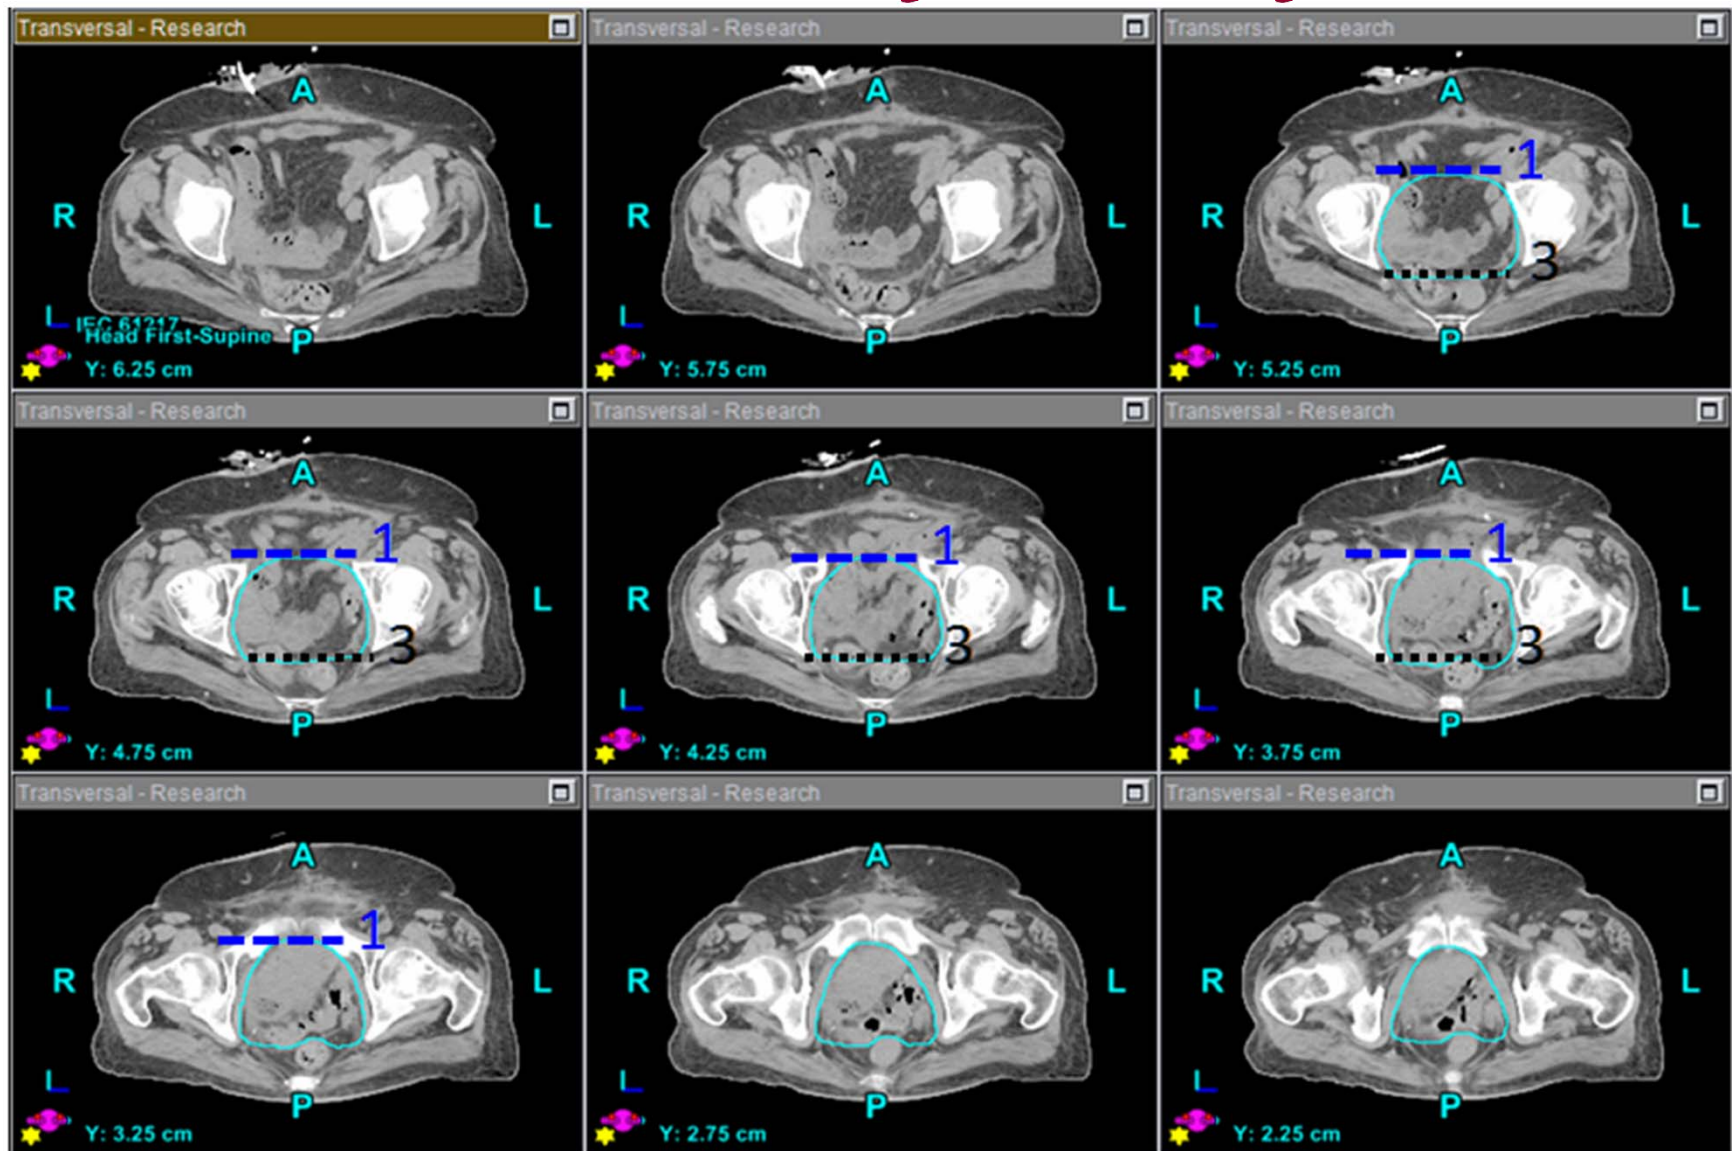 Transversal - Research
A
R
L
L
IEC 61217
Head First-Supine
P
Y: 6.25 cm
Transversal - Research
A
R
L
L
P
Y: 5.75 cm
Transversal - Research
A
1
R
L
3
L
P
Y: 5.25 cm
Transversal - Research
A
1
R
L
3
L
P
Y: 4.75 cm
Transversal - Research
A
1
R
L
3
L
P
Y: 4.25 cm
Transversal - Research
A
1
R
L
3
L
P
Y: 3.75 cm
Transversal - Research
A
1
R
L
L
P
Y: 3.25 cm
Transversal - Research
A
R
L
L
P
Y: 2.75 cm
Transversal - Research
A
R
L
L
P
Y: 2.25 cm